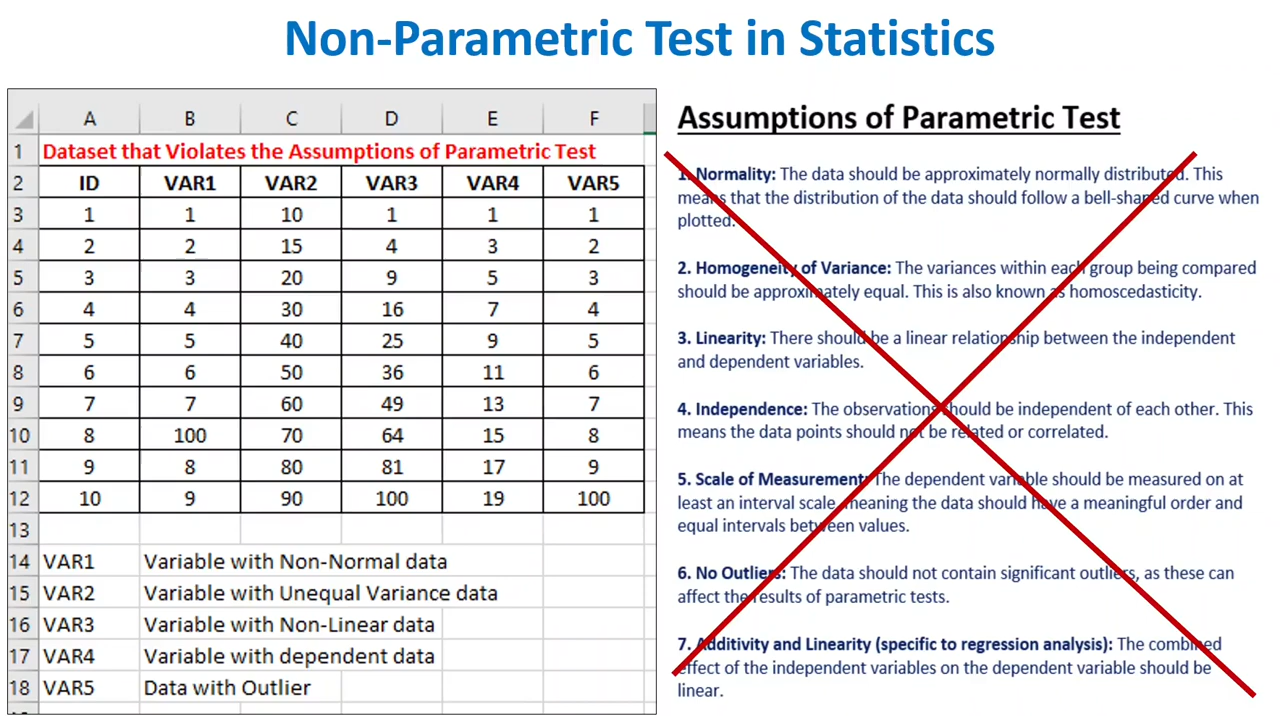 Non-Parametric Test in Statistics
A B C D E F
1 Dataset that Violates the Assumptions of Parametric Test
2 ID VAR1 VAR2 VAR3 VAR4 VAR5
3 1 1 10 1 1 1
4 2 2 15 4 3 2
5 3 3 20 9 5 3
6 4 4 30 16 7 4
7 5 5 40 25 9 5
8 6 6 50 36 11 6
9 7 7 60 49 13 7
10 8 100 70 64 15 8
11 9 8 80 81 17 9
12 10 9 90 100 19 100
13
14 VAR1 Variable with Non-Normal data
15 VAR2 Variable with Unequal Variance data
16 VAR3 Variable with Non-Linear data
17 VAR4 Variable with dependent data
18 VAR5 Data with Outlier
Assumptions of Parametric Test
1. Normality: The data should be approximately normally distributed. This
means that the distribution of the data should follow a bell-shaped curve when
plotted.
2. Homogeneity of Variance: The variances within each group being compared
should be approximately equal. This is also known as homoscedasticity.
3. Linearity: There should be a linear relationship between the independent
and dependent variables.
4. Independence: The observations should be independent of each other. This
means the data points should not be related or correlated.
5. Scale of Measurement: The dependent variable should be measured on at
least an interval scale, meaning the data should have a meaningful order and
equal intervals between values.
6. No Outliers: The data should not contain significant outliers, as these can
affect the results of parametric tests.
7. Additivity and Linearity (specific to regression analysis): The combined
effect of the independent variables on the dependent variable should be
linear.